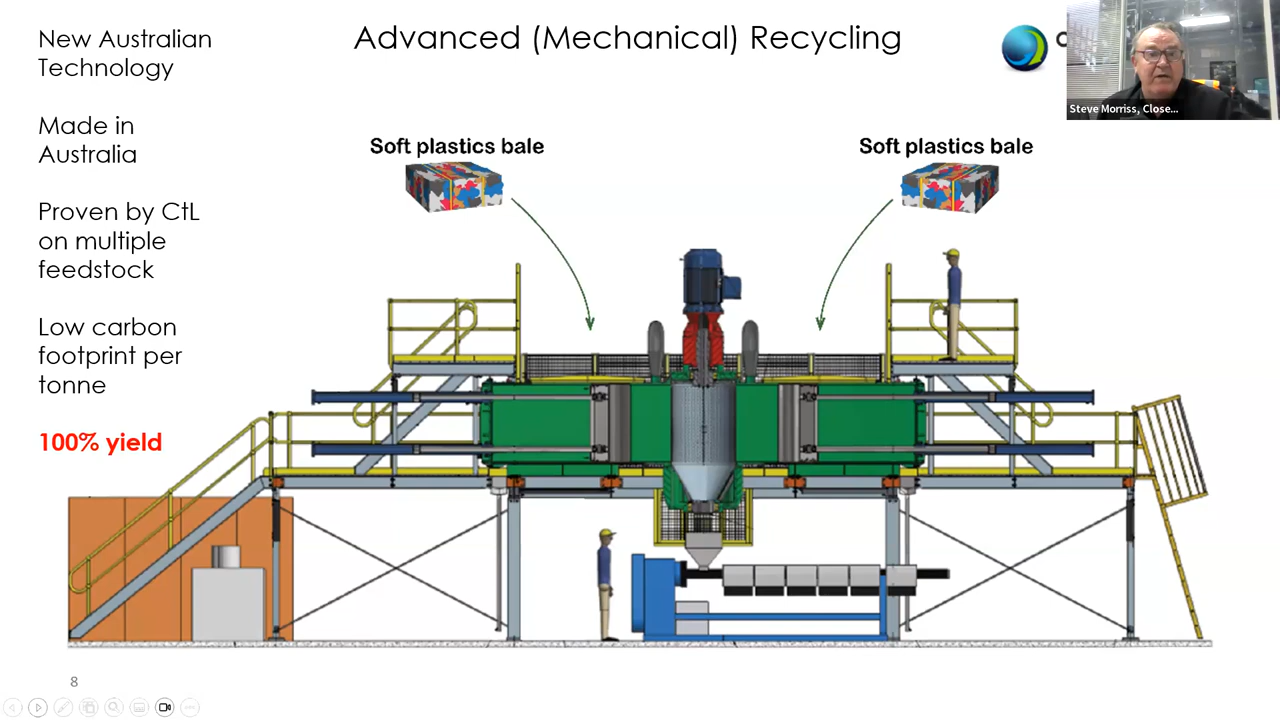 Advanced (Mechanical) Recycling
New Australian
Technology
Made in
Australia
Proven by CtL
on multiple
feedstock
Low carbon
footprint per
tonne
100% yield
Soft plastics bale
Soft plastics bale
Steve Morriss, Close...
8